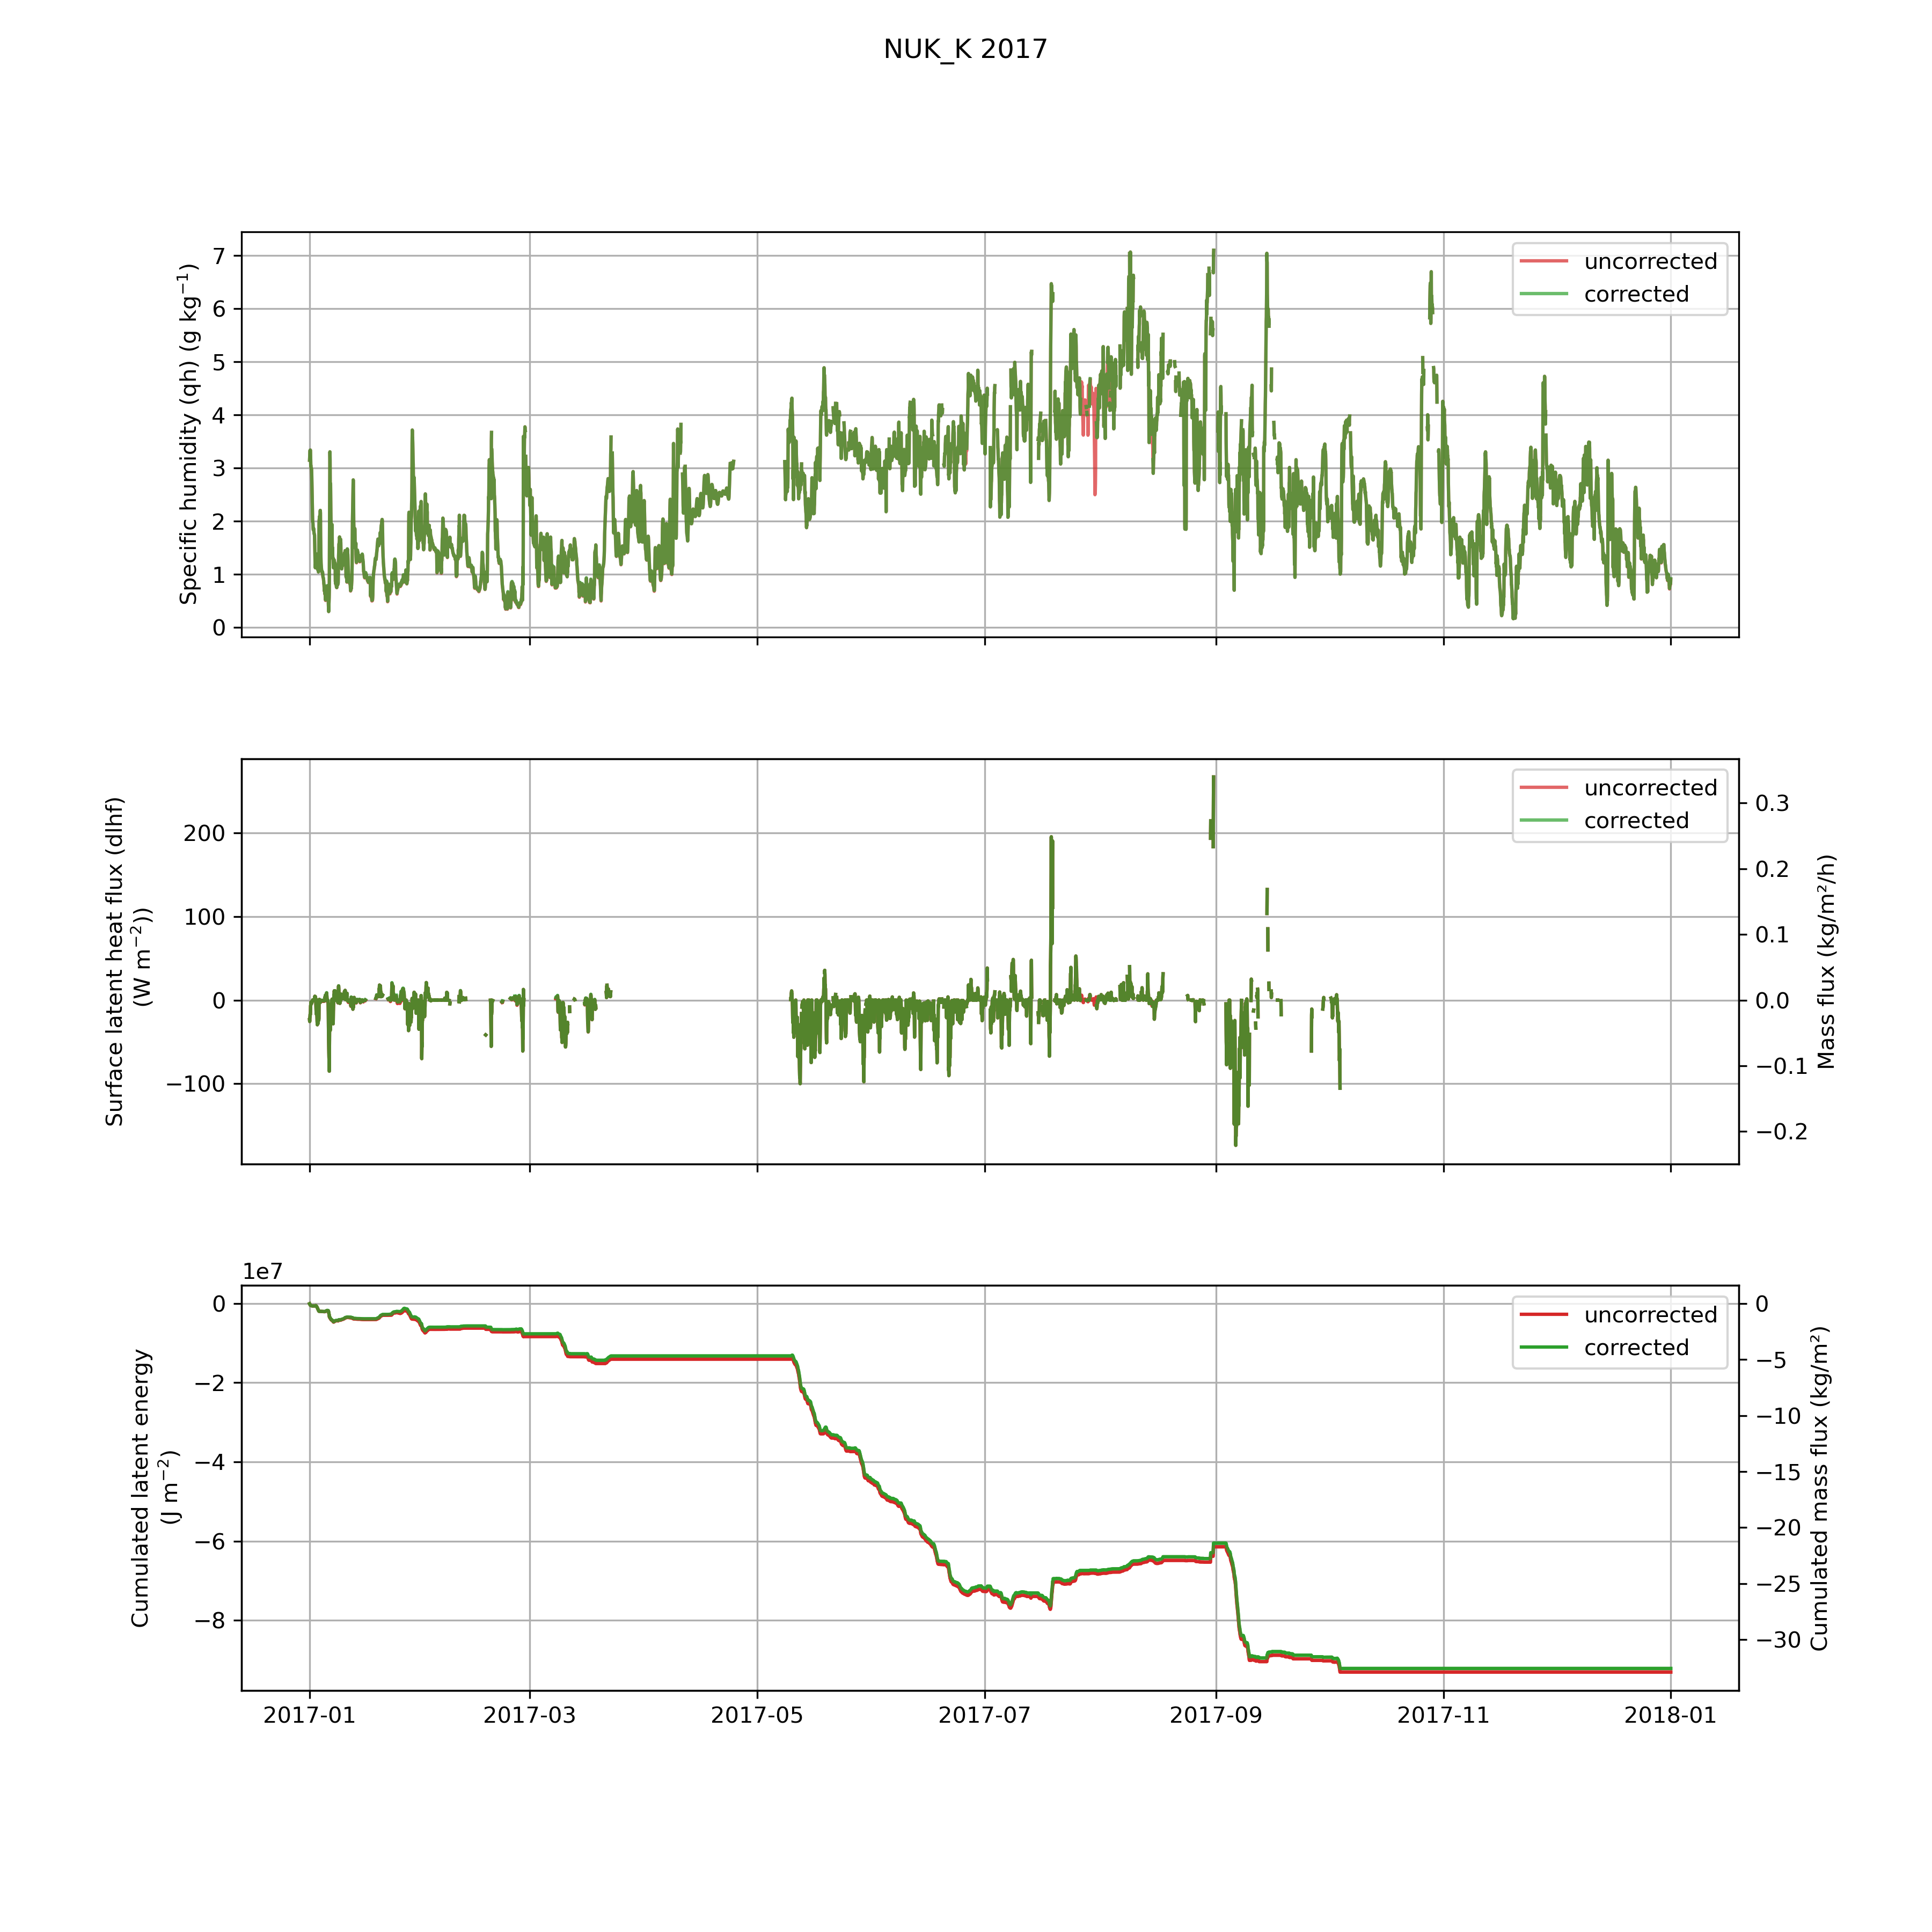 NUK_K 2017
Specific humidity (qh) (g kg⁻¹)
7
6
5
4
3
2
1
0
uncorrected
corrected
Surface latent heat flux (dlhf)
(W m⁻²))
200
100
0
−100
uncorrected
corrected
0.3
0.2
0.1
0.0
−0.1
−0.2
Mass flux (kg/m²/h)
1e7
Cumulated latent energy
(J m⁻²)
0
−2
−4
−6
−8
uncorrected
corrected
0
−5
−10
−15
−20
−25
−30
Cumulated mass flux (kg/m²)
2017-01 2017-03 2017-05 2017-07 2017-09 2017-11 2018-01